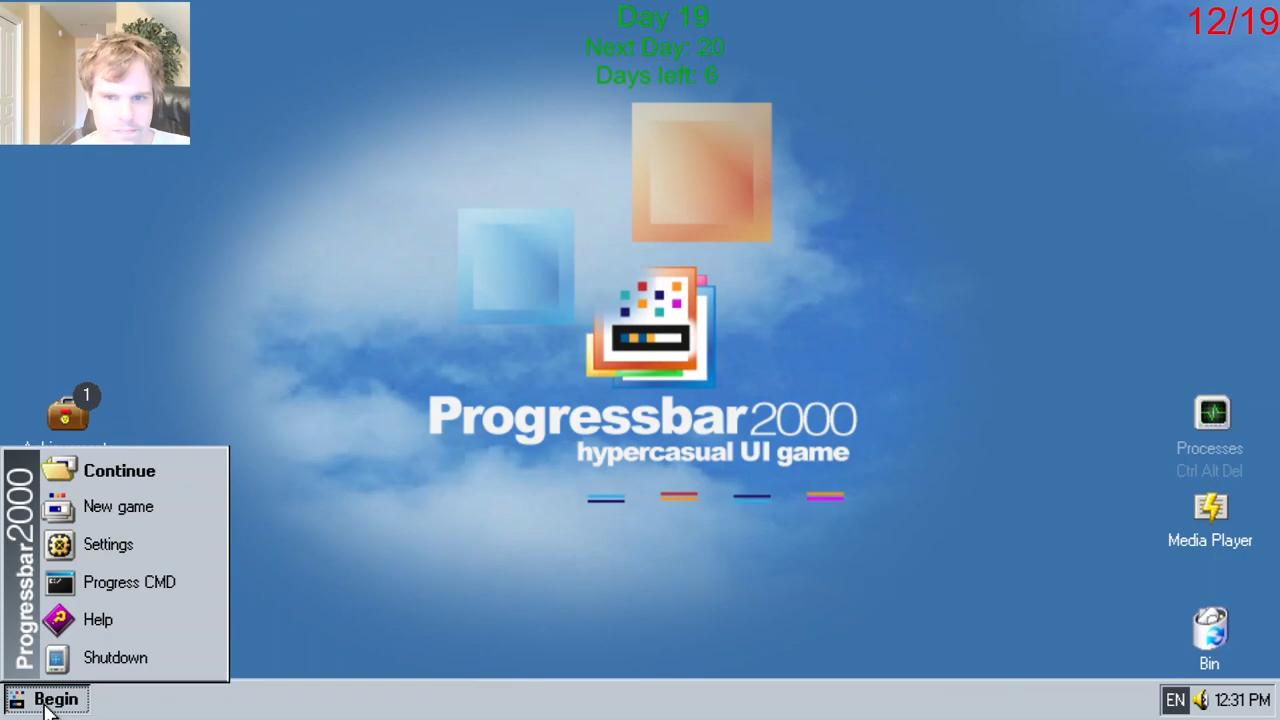 Day 19
Next Day: 20
Days left: 6
12/19
Progressbar2000
hypercasual UI game
1
Continue
New game
Settings
Progress CMD
Help
Shutdown
Progressbar2000
Begin
Processes
Ctrl Alt Del
Media Player
Bin
EN
12:31 PM